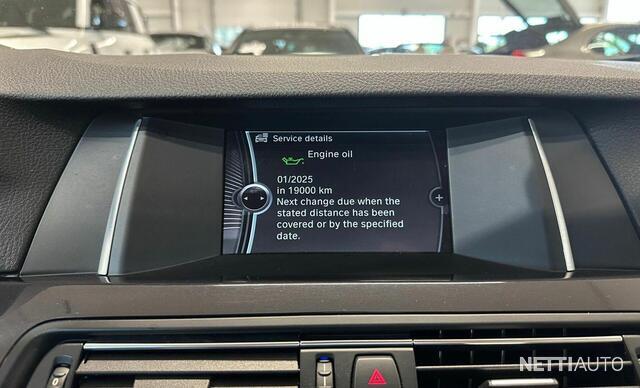 Service details
Engine oil
01/2025
in 19000 km
Next change due when the
stated distance has been
covered or by the specified
date.
NETTIAUTO